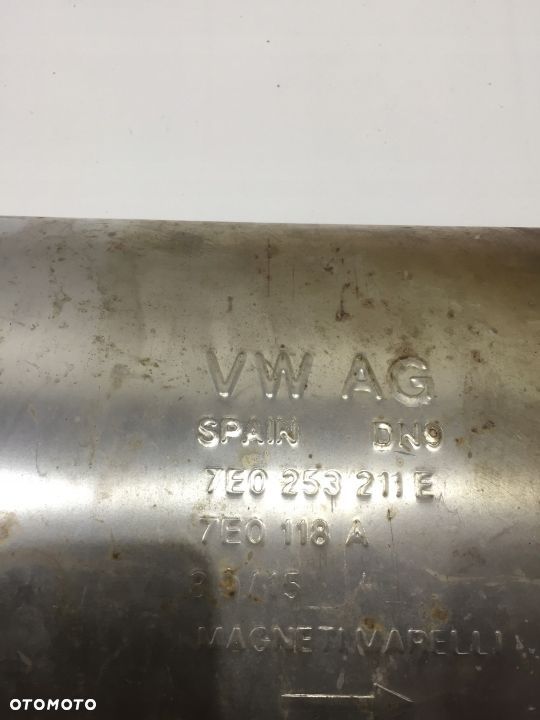 VW AG
SPAIN DN9
7E0 253 211 E
7E0 118 A
MAGNETI MARELLI
OTOMOTO